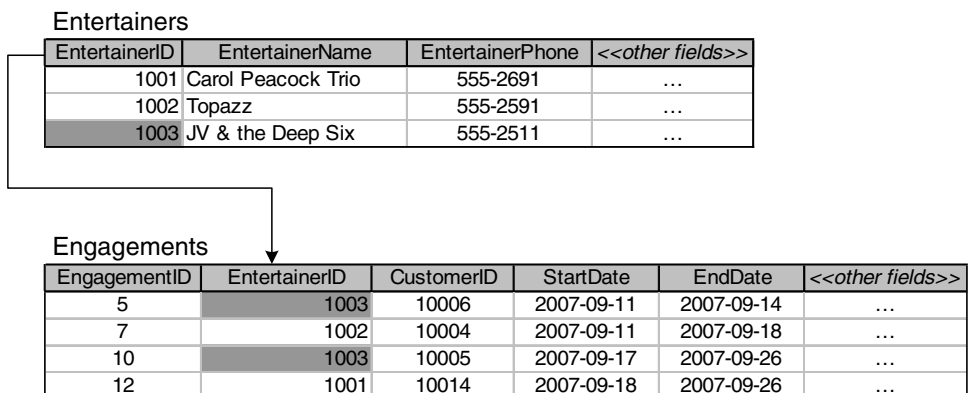 Entertainers
EntertainerID EntertainerName EntertainerPhone <<other fields>>
1001 Carol Peacock Trio 555-2691 ...
1002 Topazz 555-2591 ...
1003 JV & the Deep Six 555-2511 ...
Engagements
EngagementID EntertainerID CustomerID StartDate EndDate <<other fields>>
5 1003 10006 2007-09-11 2007-09-14 ...
7 1002 10004 2007-09-11 2007-09-18 ...
10 1003 10005 2007-09-17 2007-09-26 ...
12 1001 10014 2007-09-18 2007-09-26 ...